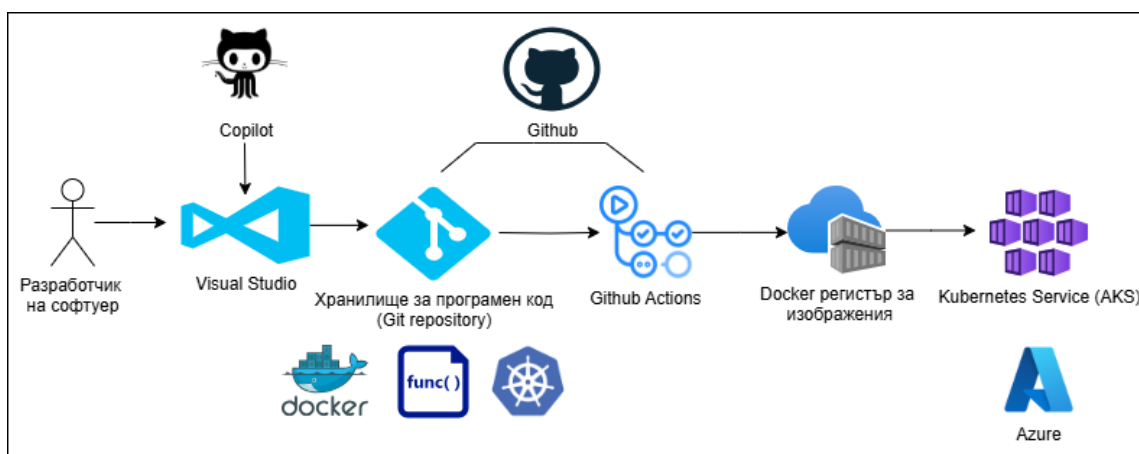 Copilot
Github
Разработчик
на софтуер
Visual Studio
Хранилище за програмен код
(Git repository)
Github Actions
Docker регистър за
изображения
Kubernetes Service (AKS)
docker
func()
Azure